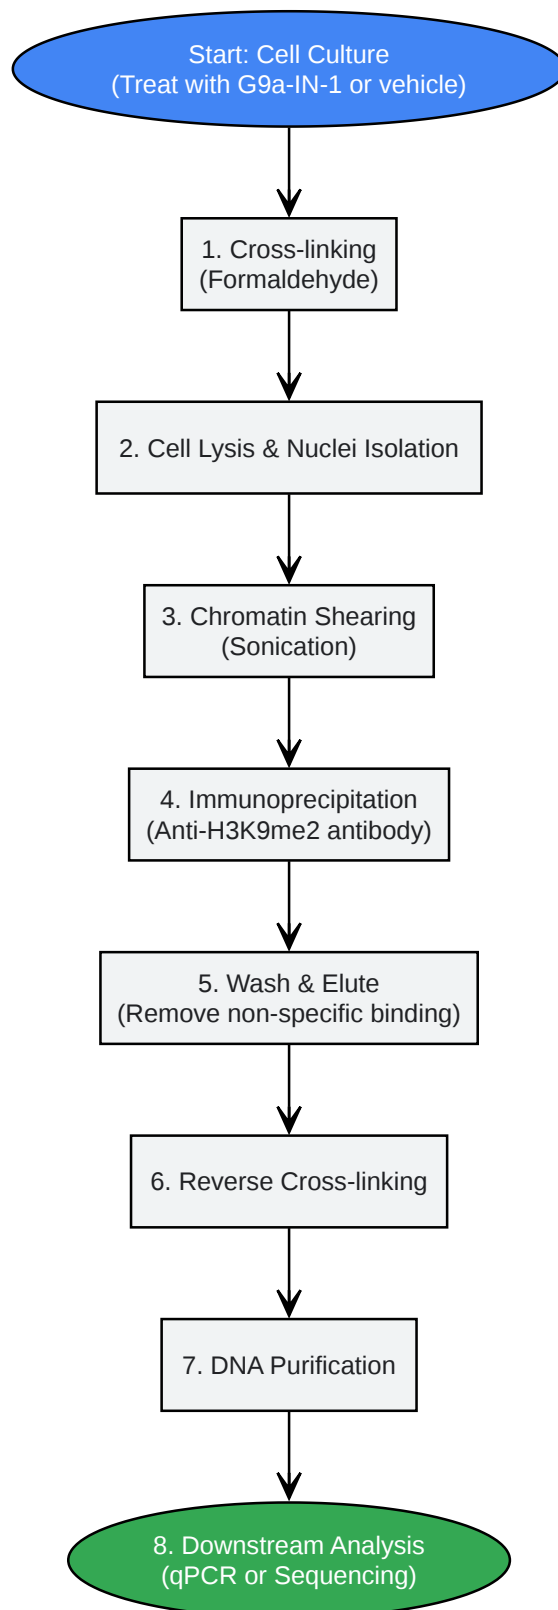 Start: Cell Culture
(Treat with G9a-IN-1 or vehicle)
1. Cross-linking
(Formaldehyde)
2. Cell Lysis & Nuclei Isolation
3. Chromatin Shearing
(Sonication)
4. Immunoprecipitation
(Anti-H3K9me2 antibody)
5. Wash & Elute
(Remove non-specific binding)
6. Reverse Cross-linking
7. DNA Purification
8. Downstream Analysis
(qPCR or Sequencing)